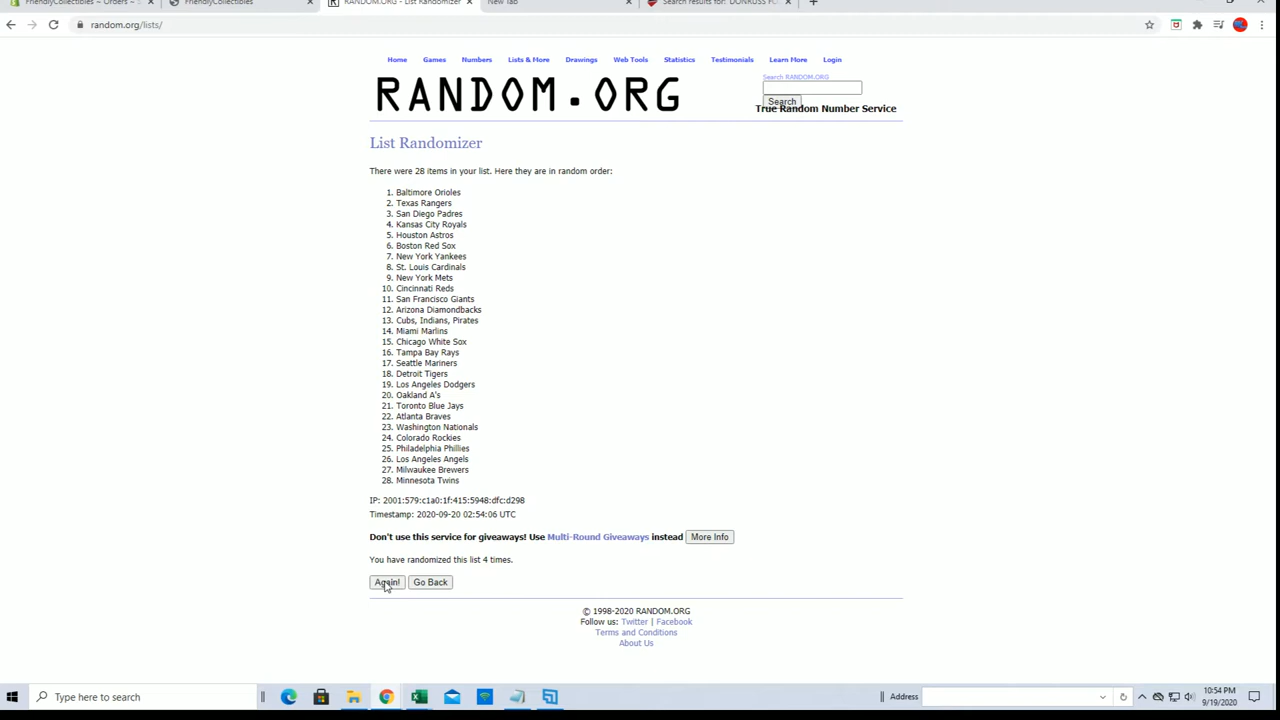 FriendlyCollectibles – Orders –
FriendlyCollectibles
RANDOM.ORG - List Randomizer
New Tab
Search results for: 'DONRUSS
random.org/lists/
Home Games Numbers Lists & More Drawings Web Tools Statistics Testimonials Learn More Login
Search RANDOM.ORG
RANDOM.ORG
Search
True Random Number Service
List Randomizer
There were 28 items in your list. Here they are in random order:
1. Baltimore Orioles
2. Texas Rangers
3. San Diego Padres
4. Kansas City Royals
5. Houston Astros
6. Boston Red Sox
7. New York Yankees
8. St. Louis Cardinals
9. New York Mets
10. Cincinnati Reds
11. San Francisco Giants
12. Arizona Diamondbacks
13. Cubs, Indians, Pirates
14. Miami Marlins
15. Chicago White Sox
16. Tampa Bay Rays
17. Seattle Mariners
18. Detroit Tigers
19. Los Angeles Dodgers
20. Oakland A's
21. Toronto Blue Jays
22. Atlanta Braves
23. Washington Nationals
24. Colorado Rockies
25. Philadelphia Phillies
26. Los Angeles Angels
27. Milwaukee Brewers
28. Minnesota Twins
IP: 2001:579:c1a0:1f:415:5948:dfc:d298
Timestamp: 2020-09-20 02:54:06 UTC
Don't use this service for giveaways! Use Multi-Round Giveaways instead More Info
You have randomized this list 4 times.
Again! Go Back
© 1998-2020 RANDOM.ORG
Follow us: Twitter | Facebook
Terms and Conditions
About Us
Type here to search
Address
10:54 PM
9/19/2020